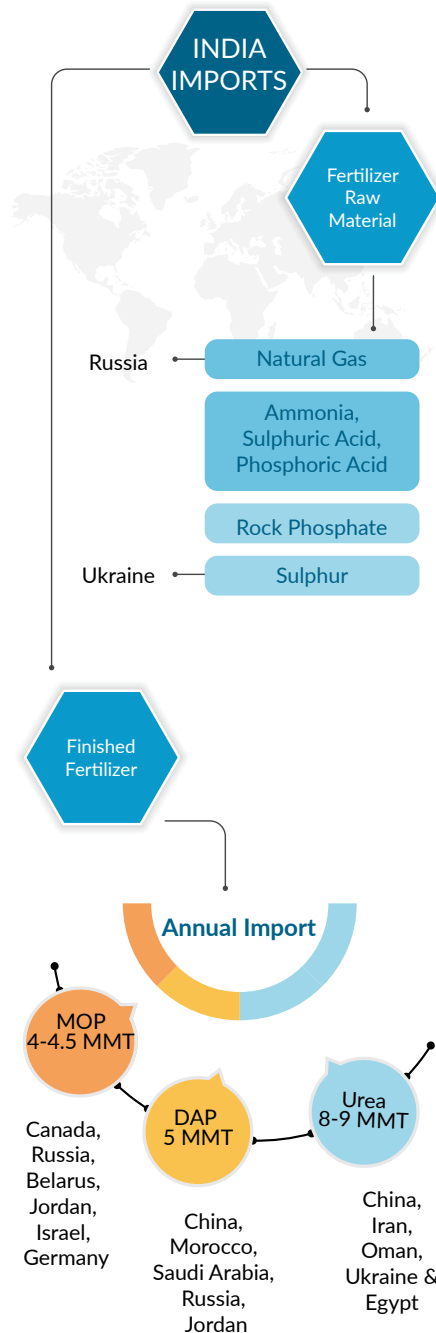 INDIA
IMPORTS
Fertilizer
Raw
Material
Russia
Natural Gas
Ammonia,
Sulphuric Acid,
Phosphoric Acid
Rock Phosphate
Ukraine
Sulphur
Finished
Fertilizer
Annual Import
MOP
4-4.5 MMT
Canada,
Russia,
Belarus,
Jordan,
Israel,
Germany
DAP
5 MMT
China,
Morocco,
Saudi Arabia,
Russia,
Jordan
Urea
8-9 MMT
China,
Iran,
Oman,
Ukraine &
Egypt